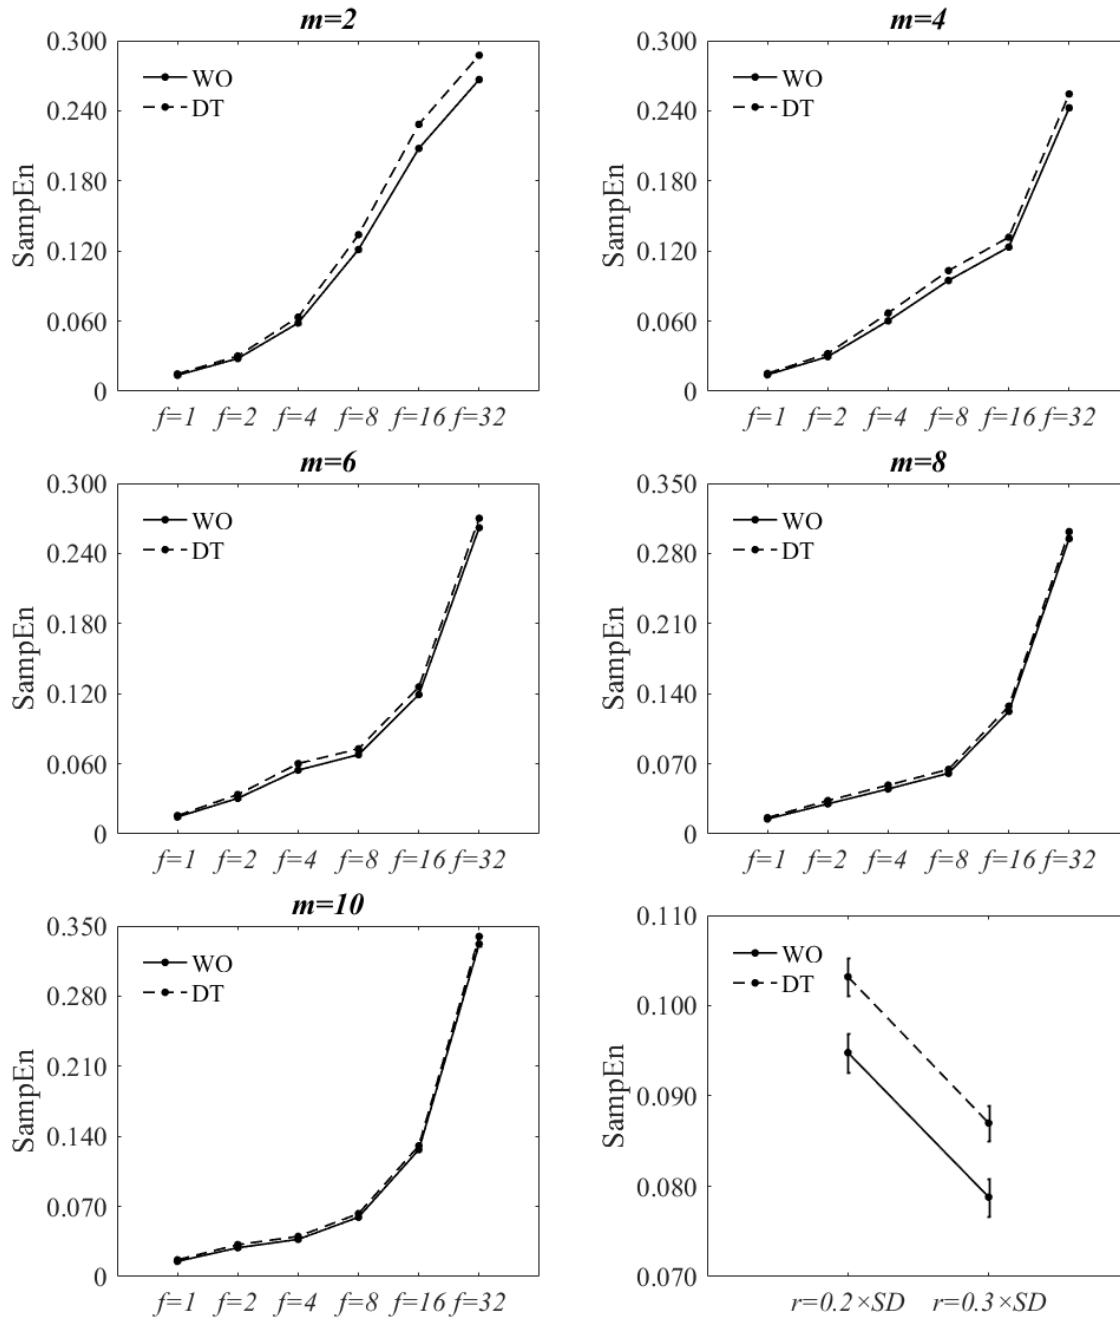 m=2
0.300
0.240
0.180
0.120
0.060
0
SampEn
WO
DT
f=1 f=2 f=4 f=8 f=16 f=32
m=4
0.300
0.240
0.180
0.120
0.060
0
SampEn
WO
DT
f=1 f=2 f=4 f=8 f=16 f=32
m=6
0.300
0.240
0.180
0.120
0.060
0
SampEn
WO
DT
f=1 f=2 f=4 f=8 f=16 f=32
m=8
0.350
0.280
0.210
0.140
0.070
0
SampEn
WO
DT
f=1 f=2 f=4 f=8 f=16 f=32
m=10
0.350
0.280
0.210
0.140
0.070
0
SampEn
WO
DT
f=1 f=2 f=4 f=8 f=16 f=32
0.110
0.100
0.090
0.080
0.070
SampEn
WO
DT
r=0.2×SD r=0.3×SD